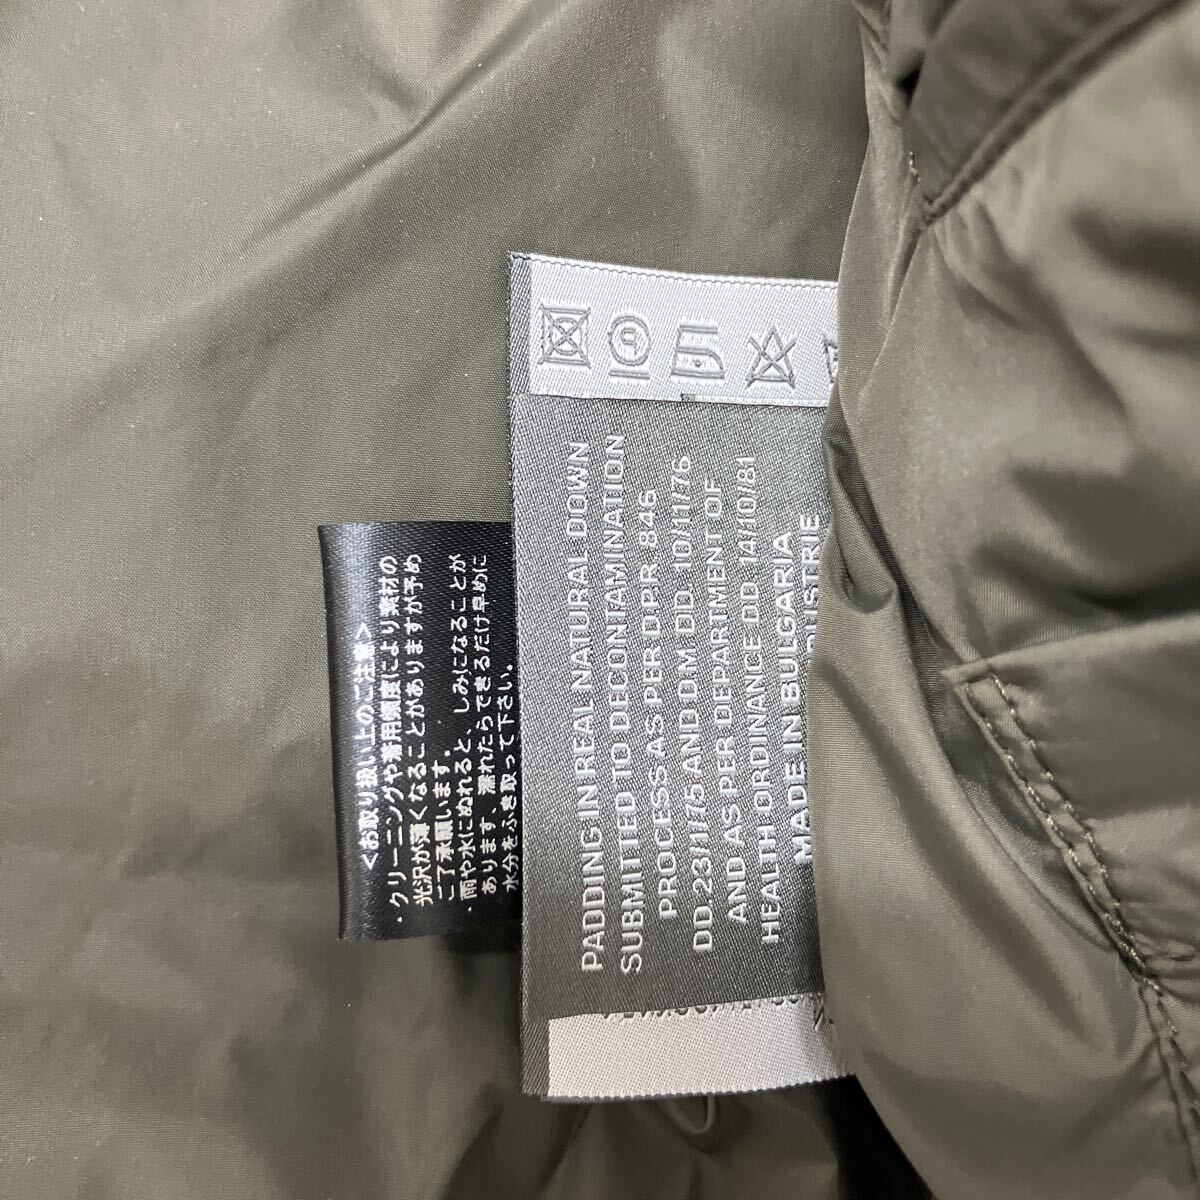 <お取り扱い上のご注意>
・クリーニングや着用頻度により素材の
光沢が薄くなることがありますが予め
ご了承願います．
・雨や水にぬれると、しみになることが
あります、濡れたらできるだけ早めに
水分をふき取って下さい．
PADDING IN REAL NATURAL DOWN
SUBMITTED TO DECONTAMINATION
PROCESS AS PER D.P.R. 846
DD.23/11/75 AND D.M. DD. 10/11/76
AND AS PER DEPARTMENT OF
HEALTH ORDINANCE DD 14/10/81
MADE IN BULGARIA